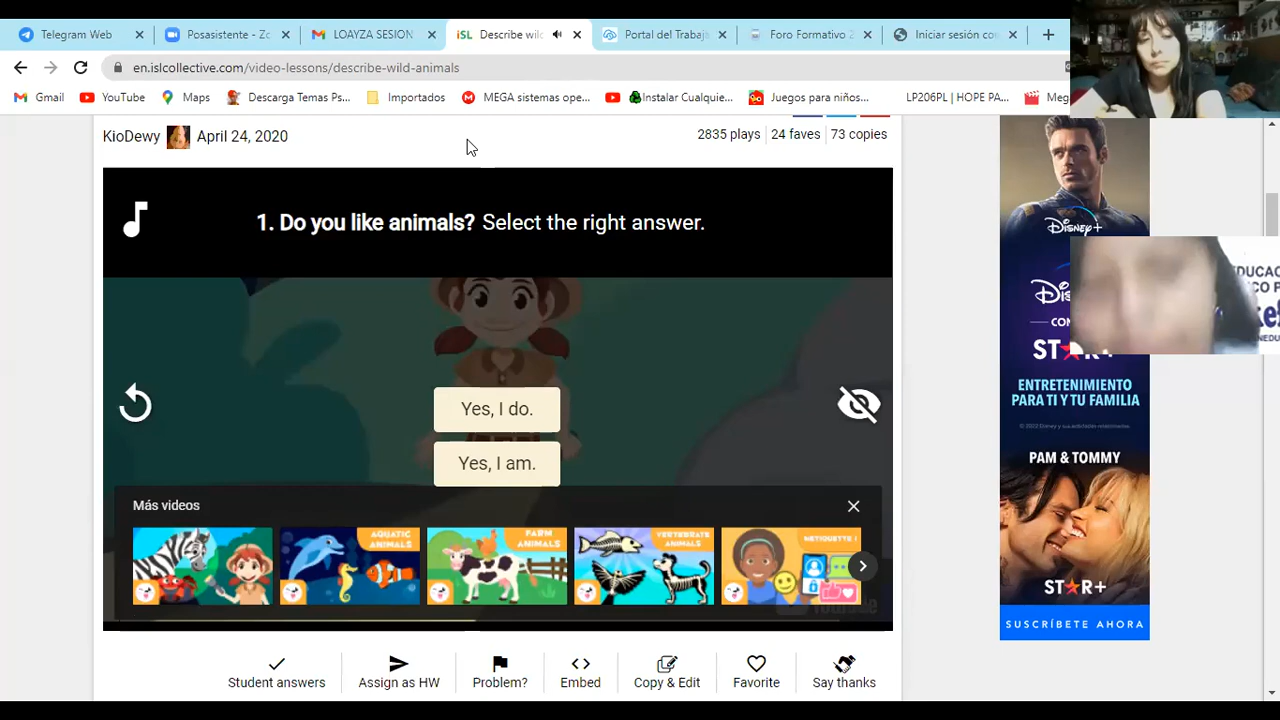 Telegram Web
Posasistente - Zo
LOAYZA SESION
iSL Describe wil
Portal del Trabaj
Foro Formativo 2
Iniciar sesión co
en.islcollective.com/video-lessons/describe-wild-animals
Gmail
YouTube
Maps
Descarga Temas Ps...
Importados
MEGA sistemas ope...
Instalar Cualquie...
Juegos para niños...
LP206PL | HOPE PA...
Meg
KioDewy
April 24, 2020
2835 plays
24 faves
73 copies
1. Do you like animals? Select the right answer.
Yes, I do.
Yes, I am.
Más videos
AQUATIC
ANIMALS
FARM
ANIMALS
VERTEBRATE
ANIMALS
NETIQUETTE
Student answers
Assign as HW
Problem?
Embed
Copy & Edit
Favorite
Say thanks
Disney+
ENTRETENIMIENTO
PARA TI Y TU FAMILIA
PAM & TOMMY
STAR+
SUSCRÍBETE AHORA